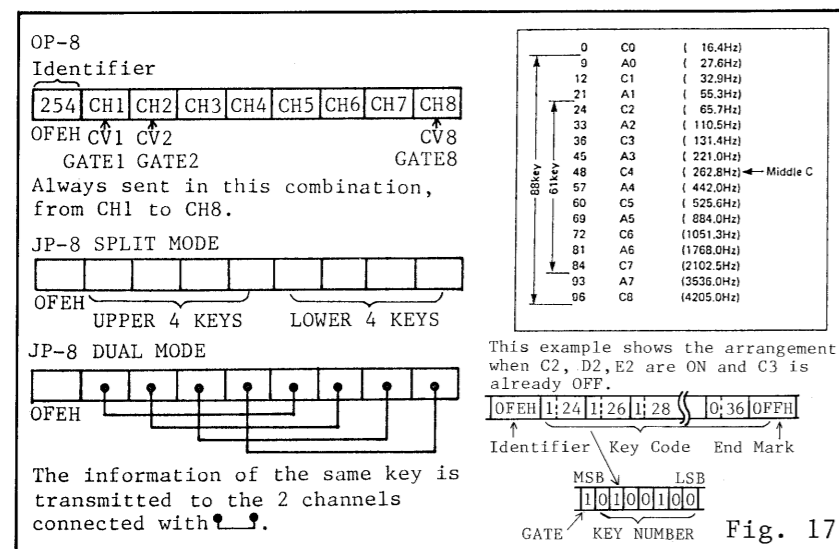 OP-8
Identifier
254 CH1 CH2 CH3 CH4 CH5 CH6 CH7 CH8
OFEH CV1 CV2 CV8
GATE1 GATE2 GATE8
Always sent in this combination,
from CH1 to CH8.
JP-8 SPLIT MODE
OFEH
UPPER 4 KEYS LOWER 4 KEYS
JP-8 DUAL MODE
OFEH
The information of the same key is
transmitted to the 2 channels
connected with .
88key
61key
0 C0 ( 16.4Hz)
9 A0 ( 27.6Hz)
12 C1 ( 32.9Hz)
21 A1 ( 55.3Hz)
24 C2 ( 65.7Hz)
33 A2 ( 110.5Hz)
36 C3 ( 131.4Hz)
45 A3 ( 221.0Hz)
48 C4 ( 262.8Hz) Middle C
57 A4 ( 442.0Hz)
60 C5 ( 525.6Hz)
69 A5 ( 884.0Hz)
72 C6 (1051.3Hz)
81 A6 (1768.0Hz)
84 C7 (2102.5Hz)
93 A7 (3536.0Hz)
96 C8 (4205.0Hz)
This example shows the arrangement
when C2, D2,E2 are ON and C3 is
already OFF.
OFEH 1 24 1 26 1 28 0 36 OFFH
Identifier Key Code End Mark
MSB LSB
1 0 1 0 0 1 0 0
GATE KEY NUMBER
Fig. 17